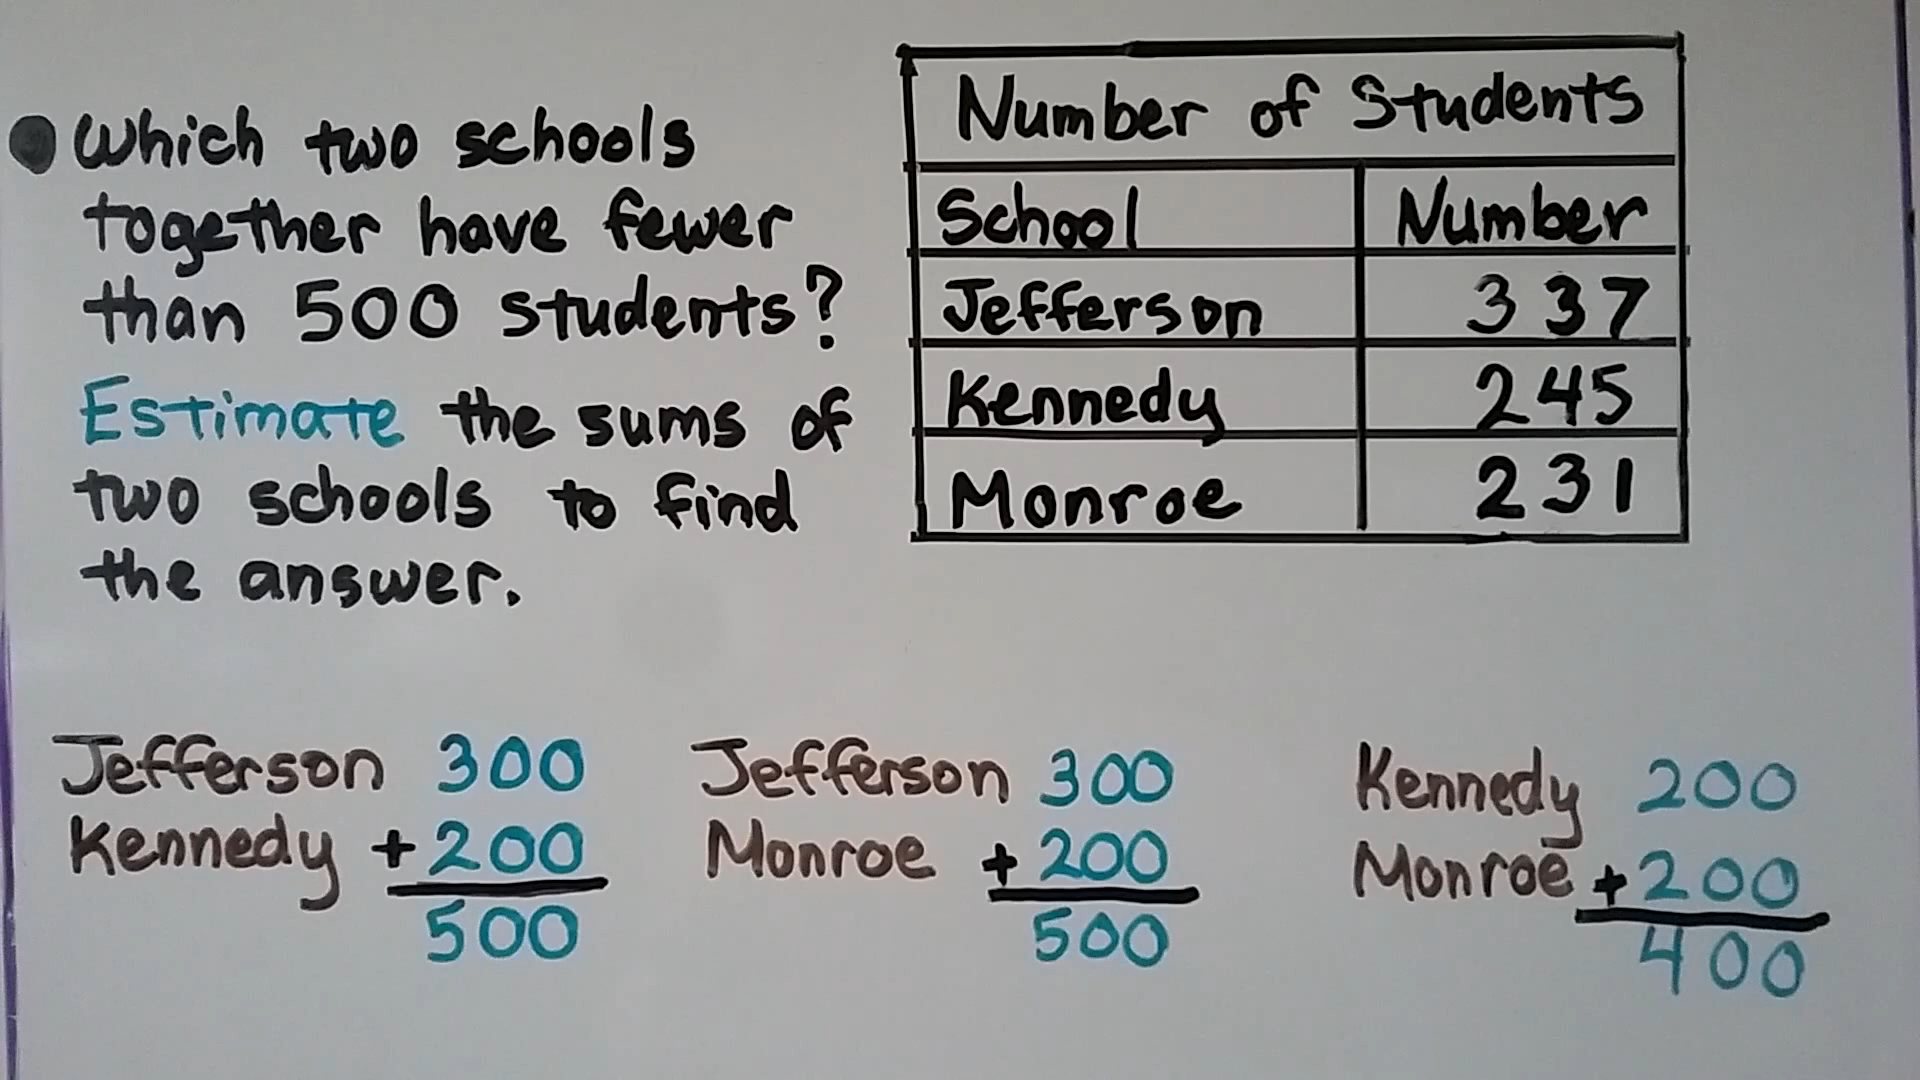 Which two schools
together have fewer
than 500 students?
Estimate the sums of
two schools to find
the answer.
Number of Students
School Number
Jefferson 337
Kennedy 245
Monroe 231
Jefferson 300
Kennedy + 200
500
Jefferson 300
Monroe + 200
500
Kennedy 200
Monroe + 200
400